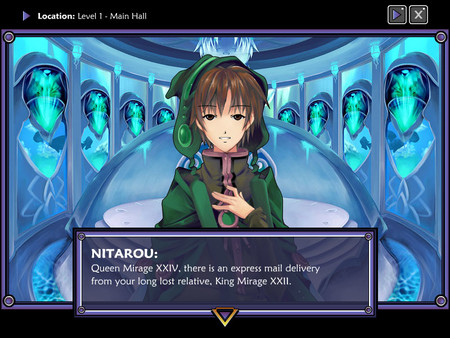 Location: Level 1 - Main Hall
NITAROU:
Queen Mirage XXIV, there is an express mail delivery
from your long lost relative, King Mirage XXII.